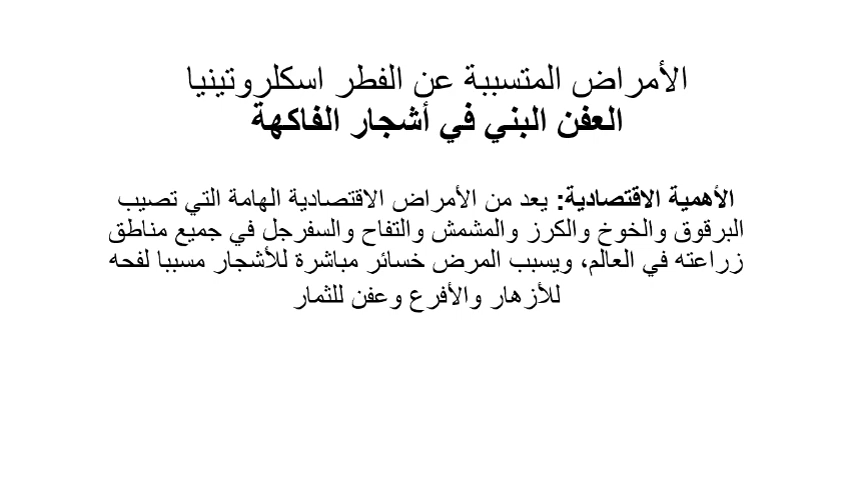 الأمراض المتسببة عن الفطر اسكلروتينيا
العفن البني في أشجار الفاكهة
الأهمية الاقتصادية: يعد من الأمراض الاقتصادية الهامة التي تصيب
البرقوق والخوخ والكرز والمشمش والتفاح والسفرجل في جميع مناطق
زراعته في العالم، ويسبب المرض خسائر مباشرة للأشجار مسببا لفحه
للأزهار والأفرع وعفن للثمار